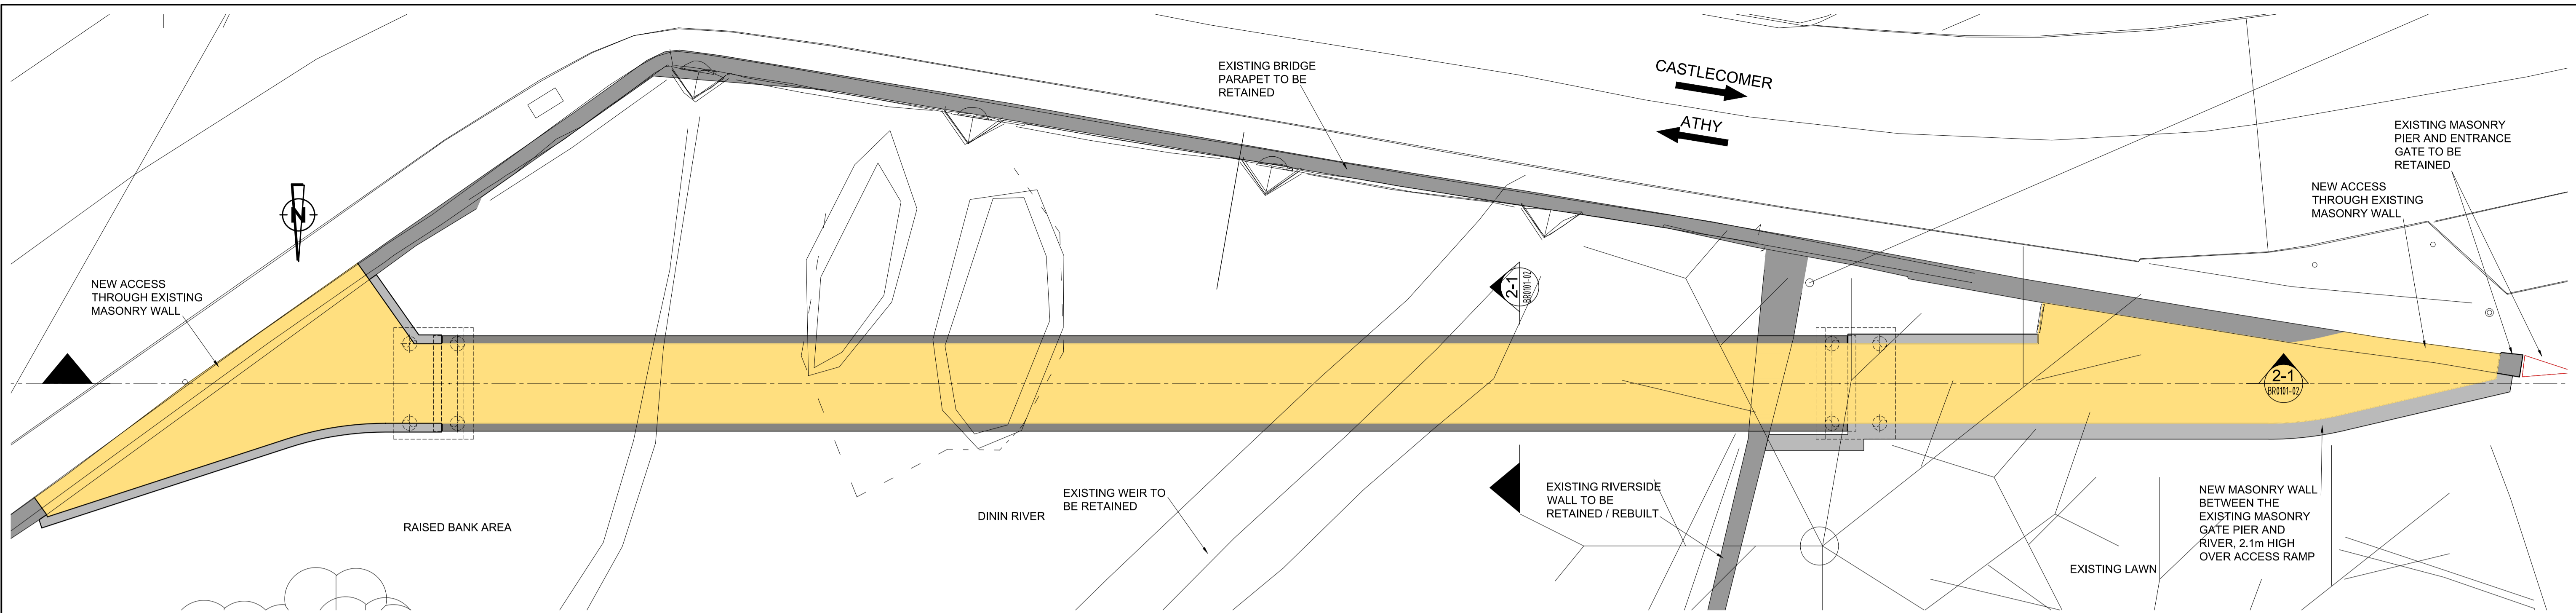 EXISTING BRIDGE
PARAPET TO BE
RETAINED
CASTLECOMER
ATHY
EXISTING MASONRY
PIER AND ENTRANCE
GATE TO BE
RETAINED
NEW ACCESS
THROUGH EXISTING
MASONRY WALL
N
NEW ACCESS
THROUGH EXISTING
MASONRY WALL
2-1
BR0101-02
2-1
BR0101-02
RAISED BANK AREA
DININ RIVER
EXISTING WEIR TO
BE RETAINED
EXISTING RIVERSIDE
WALL TO BE
RETAINED / REBUILT
NEW MASONRY WALL
BETWEEN THE
EXISTING MASONRY
GATE PIER AND
RIVER, 2.1m HIGH
OVER ACCESS RAMP
EXISTING LAWN